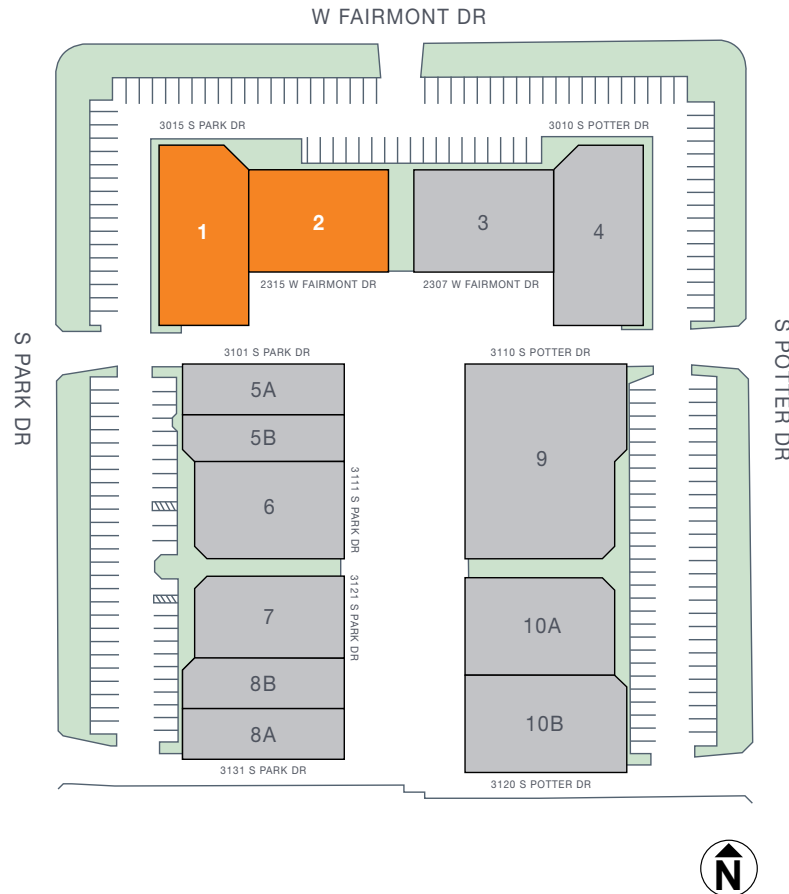 W FAIRMONT DR
3015 S PARK DR
3010 S POTTER DR
1
2
3
4
2315 W FAIRMONT DR
2307 W FAIRMONT DR
S PARK DR
S POTTER DR
3101 S PARK DR
3110 S POTTER DR
5A
5B
9
6
3111 S PARK DR
7
3121 S PARK DR
10A
8B
10B
8A
3131 S PARK DR
3120 S POTTER DR
N